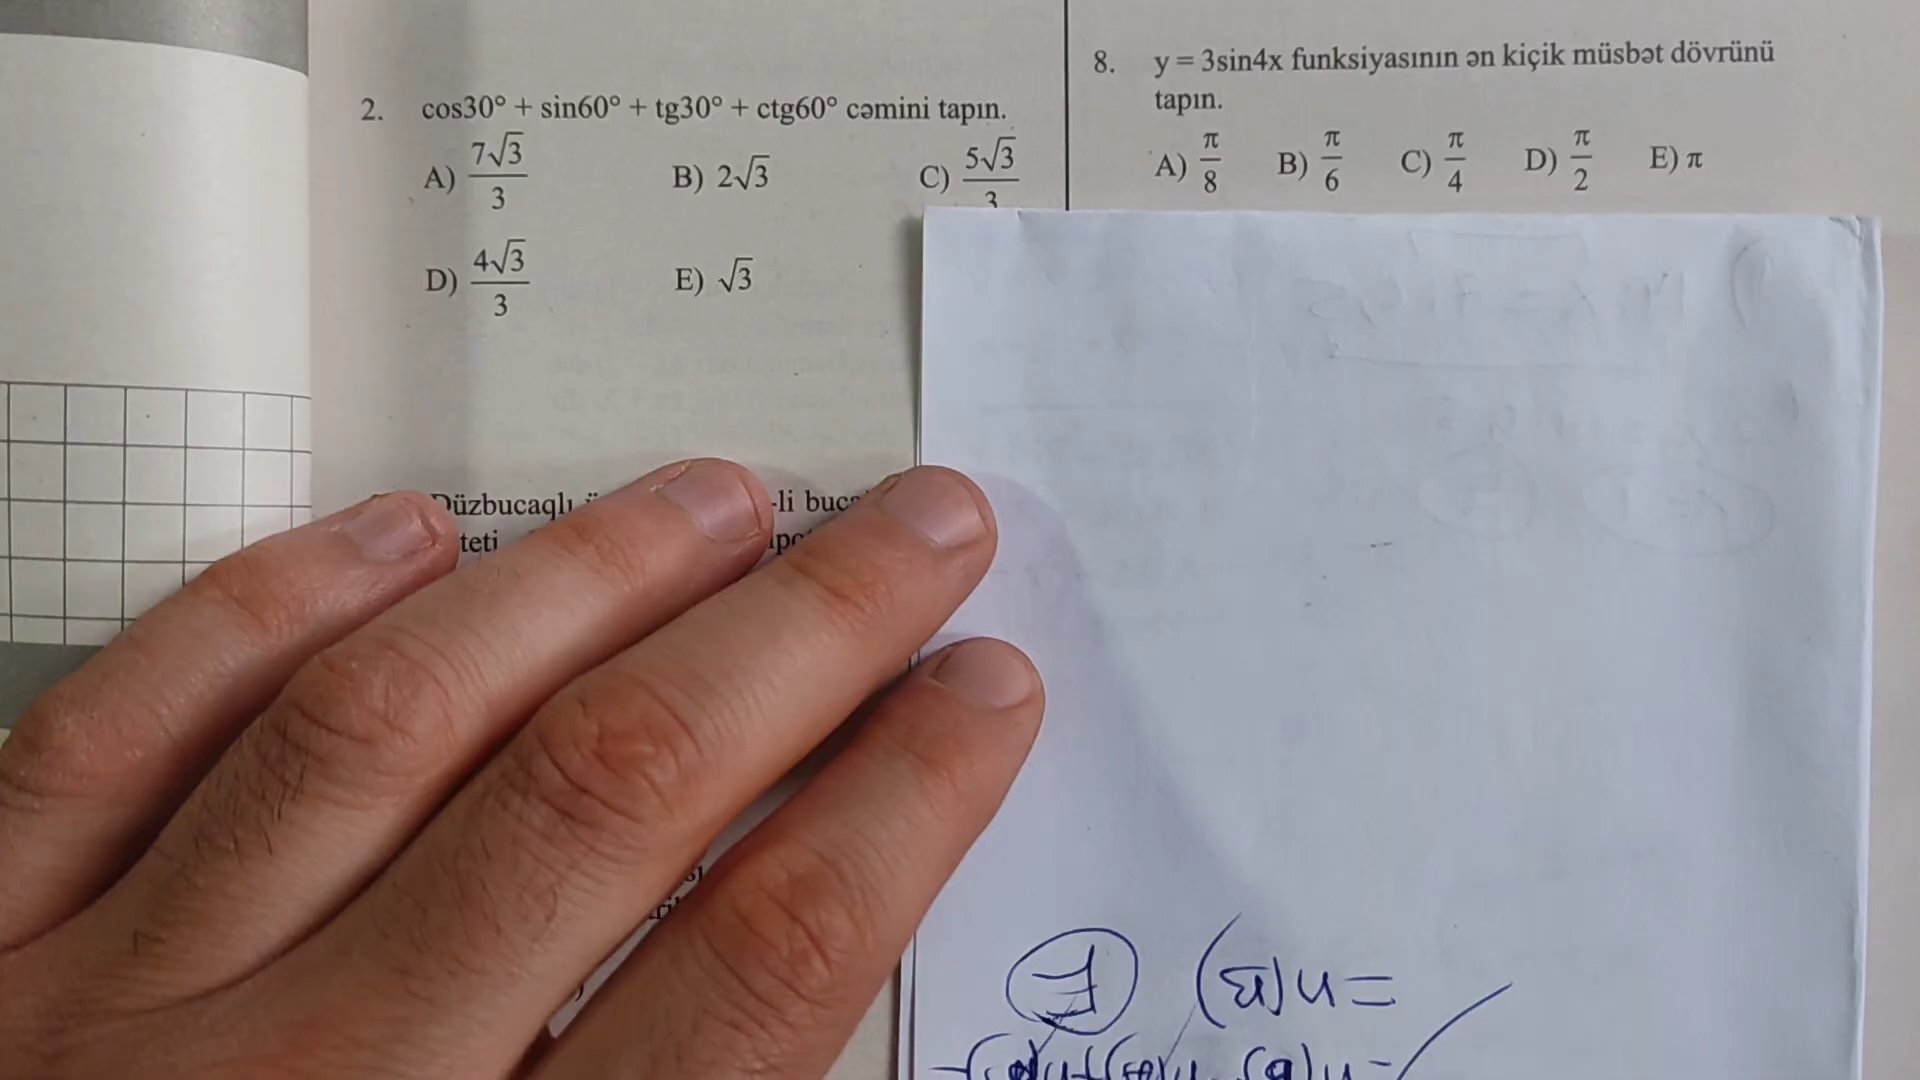 2. cos30° + sin60° + tg30° + ctg60° cəmini tapın.
A) 7√3/3 B) 2√3 C) 5√3/3
D) 4√3/3 E) √3
Düzbucaqlı
-li
teti
8. y = 3sin4x funksiyasının ən kiçik müsbət dövrünü
tapın.
A) π/8 B) π/6 C) π/4 D) π/2 E) π